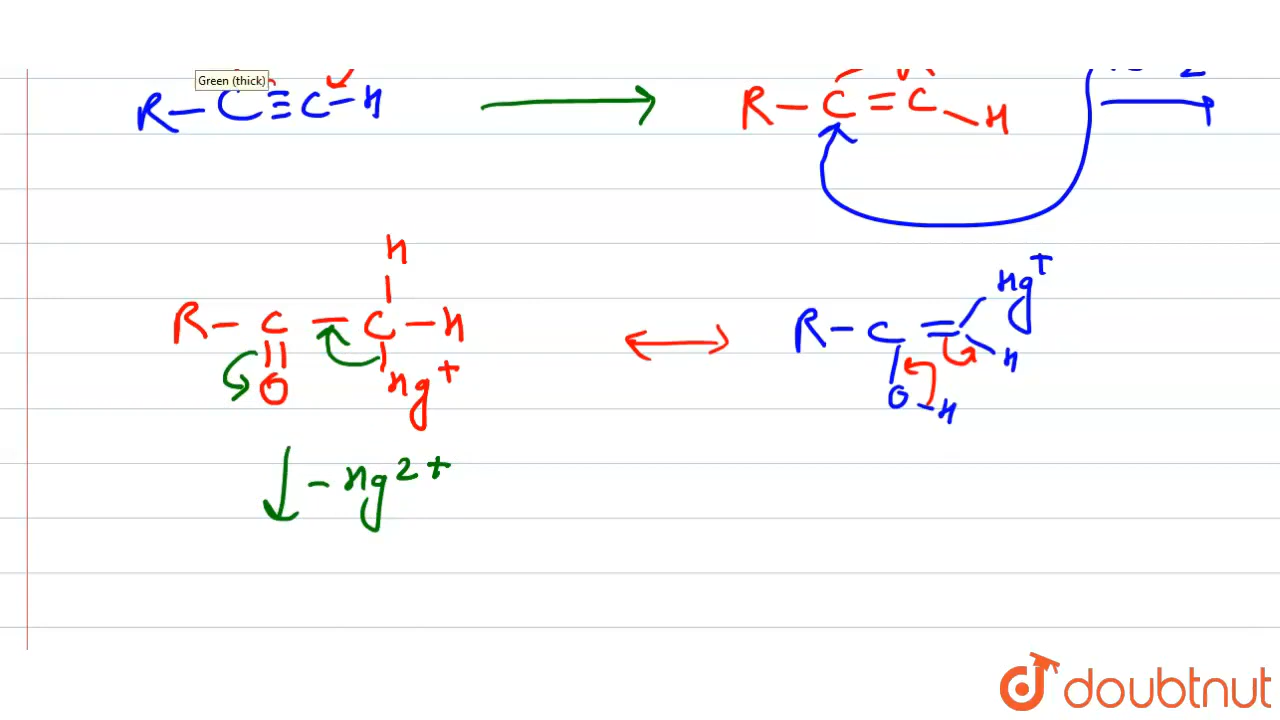 Green (thick)
R - C ≡ C - H → R - C = C - H
R - C - C - H ↔ R - C = - H
H
O Hg+
Hg+
O - H
↓ - Hg2+
doubtnut